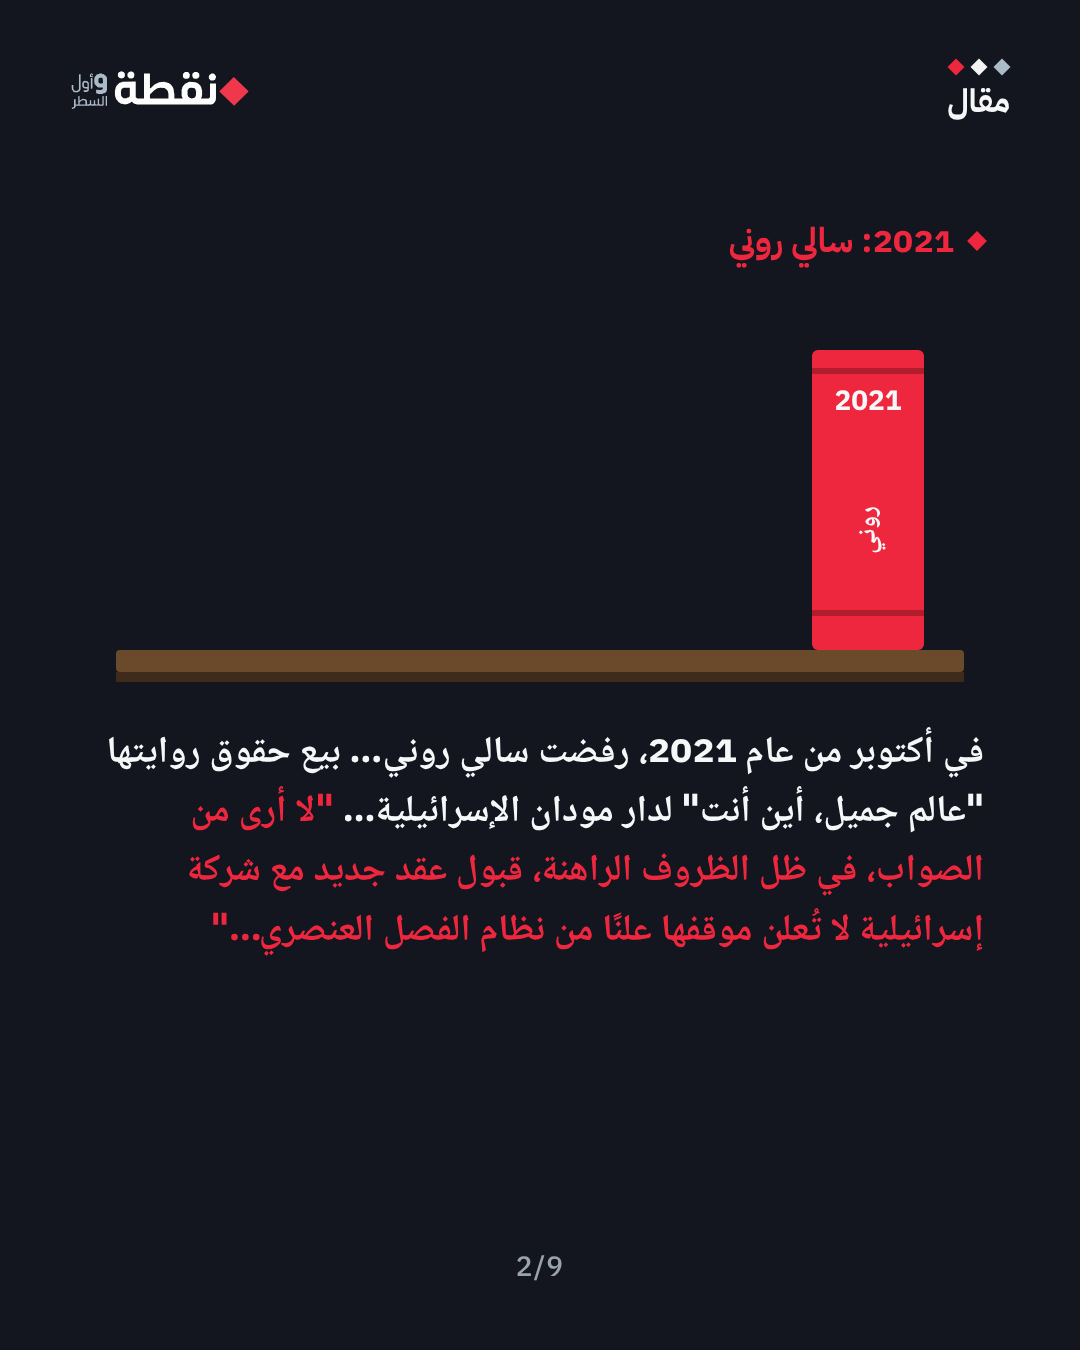 مقال
نقطة
وأول
السطر
2021: سالي روني
2021
روني
في أكتوبر من عام 2021، رفضت سالي روني... بيع حقوق روايتها
"عالم جميل، أين أنت" لدار مودان الإسرائيلية... "لا أرى من
الصواب، في ظل الظروف الراهنة، قبول عقد جديد مع شركة
إسرائيلية لا تُعلن موقفها علنًا من نظام الفصل العنصري..."
2/9